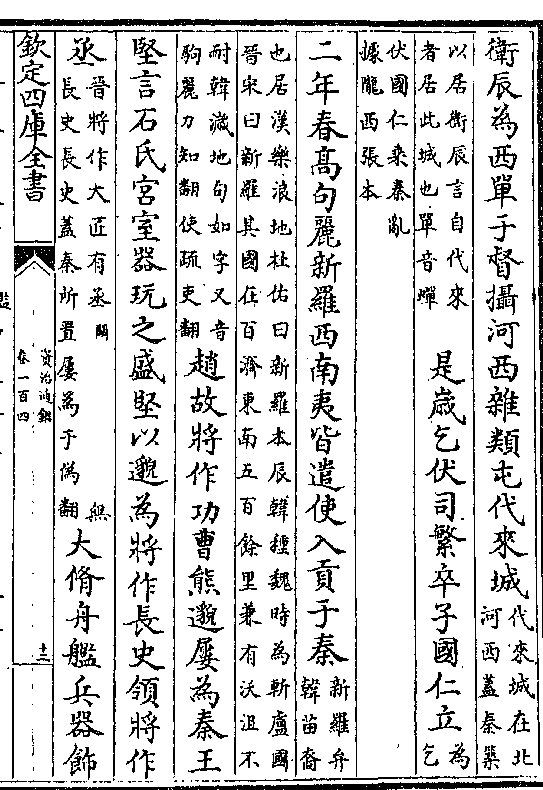 衛辰為西單于督攝河西雜類屯代來城代來城在北
河西蓋秦築
以居衛辰言自代來
者居此城也單音蟬
是歳乞伏司繁卒子國仁立為
乞
伏國仁乗秦亂
據隴西張本
二年春髙句麗新羅西南夷皆遣使入貢于秦新羅弁
韓苗裔
也居漢樂浪地杜佑曰新羅本辰韓種魏時為斬盧國
晉宋曰新羅其國在百濟東南五百餘里兼有沃沮不
耐韓濊地句如字又音
駒麗力知翻使疏吏翻
趙故將作功曹熊邈屢為秦王
堅言石氏宮室器玩之盛堅以邈為將作長史領將作
丞晉將作大匠有丞
長史長史蓋秦所置屢為于偽翻
無
大脩舟艦兵器飾
欽定四庫全書
資治通鑑
卷一百四
十二